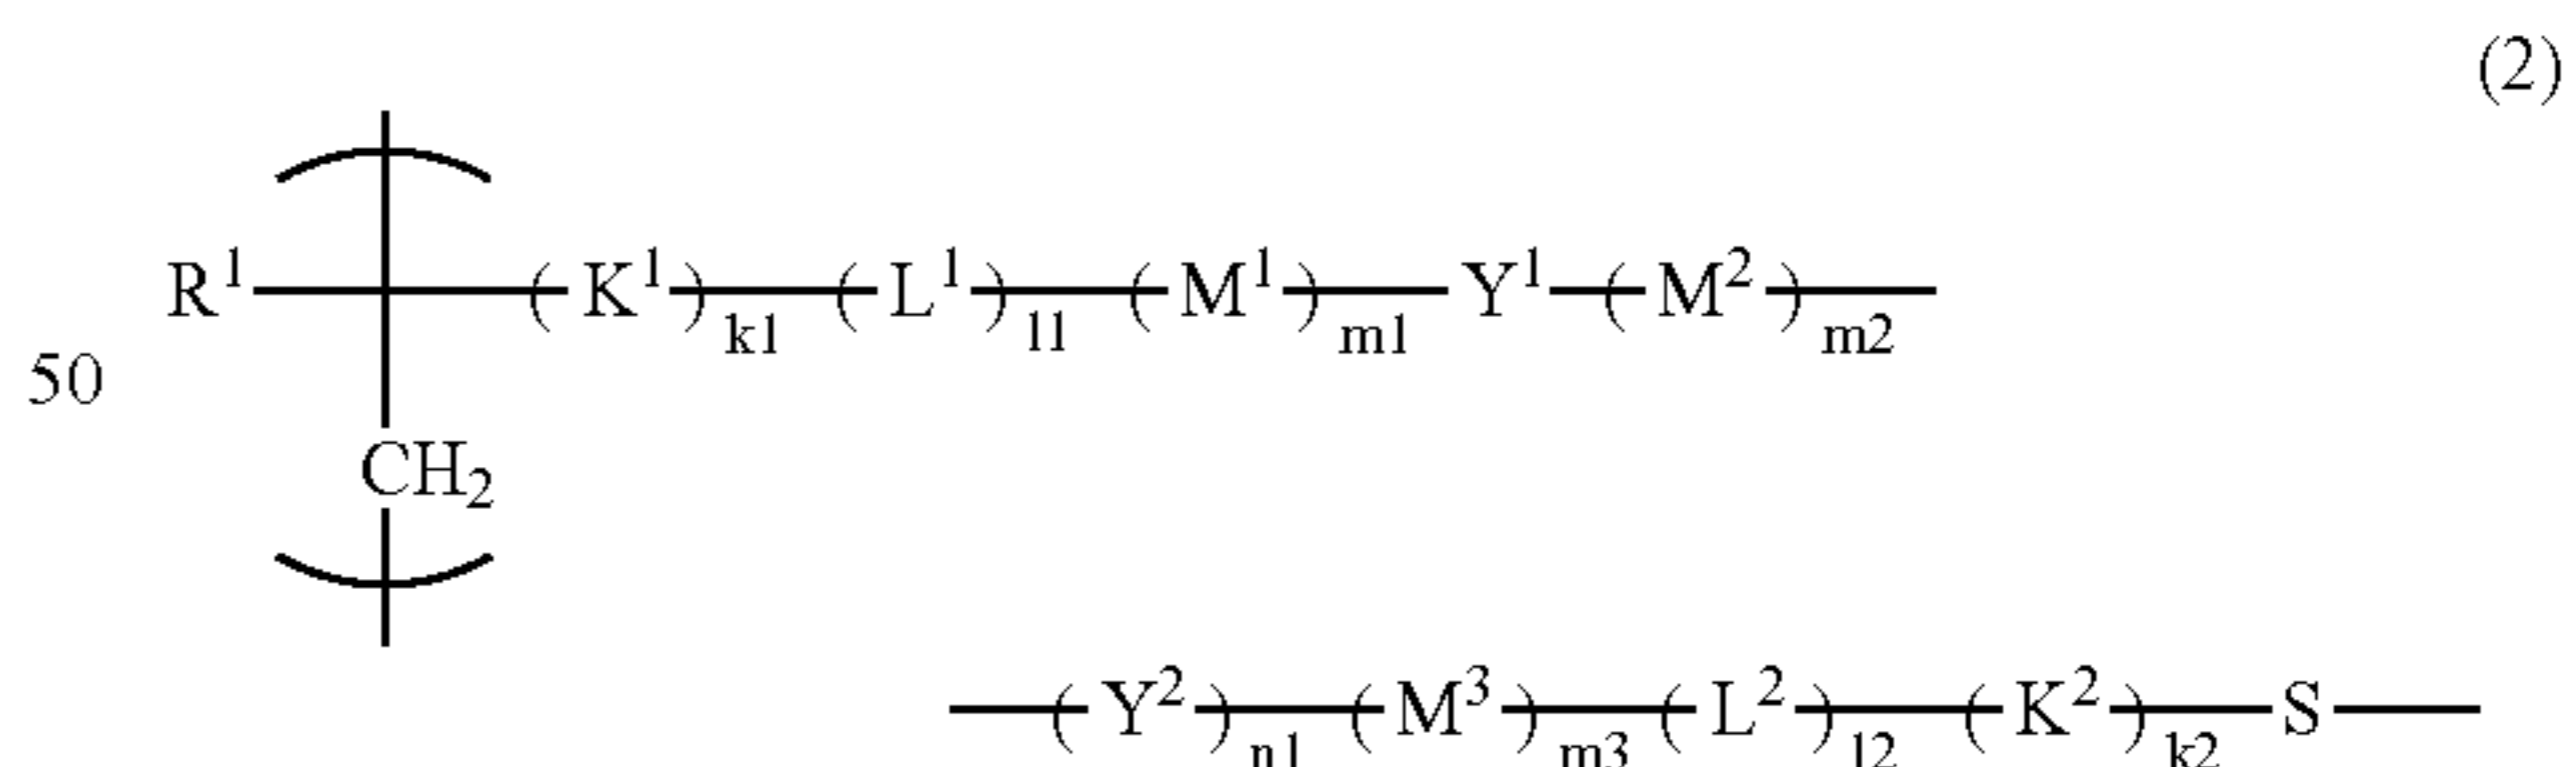 (2)
R¹—(K¹)k1—(L¹)l1—(M¹)m1—Y¹—(M²)m2—
50
CH₂
—(Y²)n1—(M³)m3—(L²)l2—(K²)k2—S—